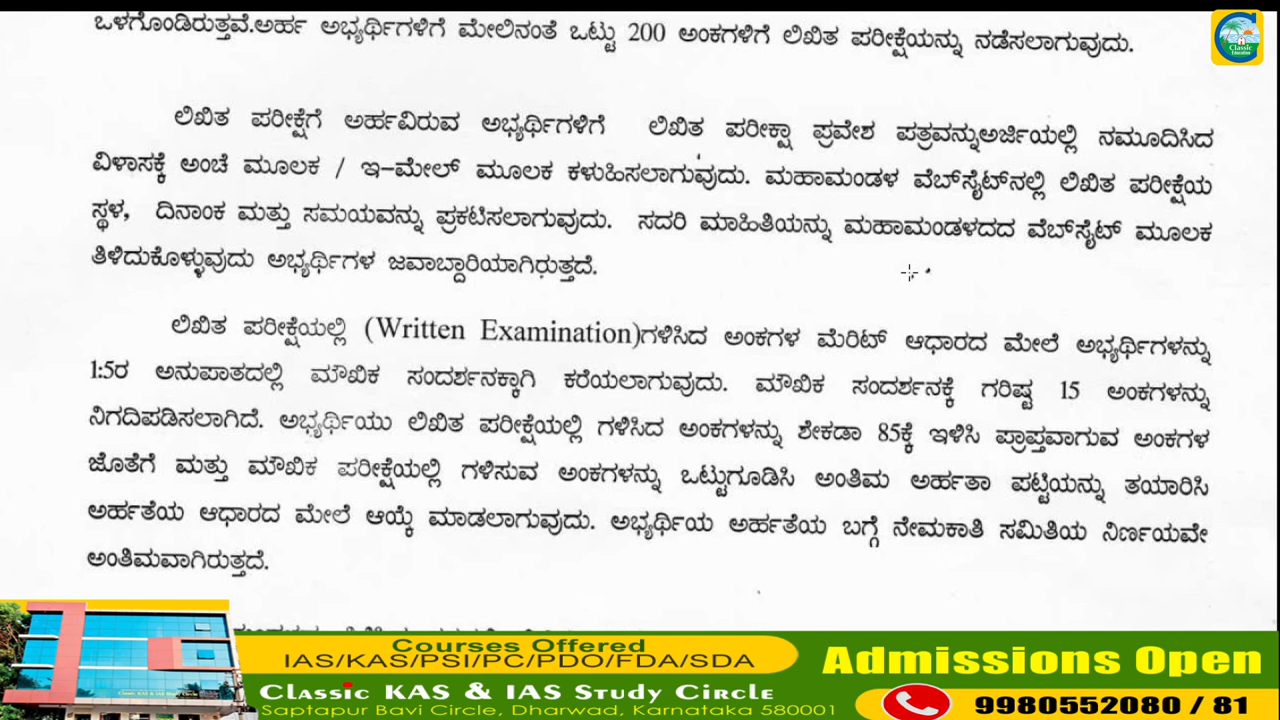 ಒಳಗೊಂಡಿರುತ್ತವೆ.ಅರ್ಹ ಅಭ್ಯರ್ಥಿಗಳಿಗೆ ಮೇಲಿನಂತೆ ಒಟ್ಟು 200 ಅಂಕಗಳಿಗೆ ಲಿಖಿತ ಪರೀಕ್ಷೆಯನ್ನು ನಡೆಸಲಾಗುವುದು.
Classic
Education
ಲಿಖಿತ ಪರೀಕ್ಷೆಗೆ ಅರ್ಹವಿರುವ ಅಭ್ಯರ್ಥಿಗಳಿಗೆ ಲಿಖಿತ ಪರೀಕ್ಷಾ ಪ್ರವೇಶ ಪತ್ರವನ್ನುಅರ್ಜಿಯಲ್ಲಿ ನಮೂದಿಸಿದ
ವಿಳಾಸಕ್ಕೆ ಅಂಚೆ ಮೂಲಕ / ಇ-ಮೇಲ್ ಮೂಲಕ ಕಳುಹಿಸಲಾಗುವುದು. ಮಹಾಮಂಡಳ ವೆಬ್‌ಸೈಟ್‌ನಲ್ಲಿ ಲಿಖಿತ ಪರೀಕ್ಷೆಯ
ಸ್ಥಳ, ದಿನಾಂಕ ಮತ್ತು ಸಮಯವನ್ನು ಪ್ರಕಟಿಸಲಾಗುವುದು. ಸದರಿ ಮಾಹಿತಿಯನ್ನು ಮಹಾಮಂಡಳದದ ವೆಬ್‌ಸೈಟ್ ಮೂಲಕ
ತಿಳಿದುಕೊಳ್ಳುವುದು ಅಭ್ಯರ್ಥಿಗಳ ಜವಾಬ್ದಾರಿಯಾಗಿರುತ್ತದೆ.
ಲಿಖಿತ ಪರೀಕ್ಷೆಯಲ್ಲಿ (Written Examination)ಗಳಿಸಿದ ಅಂಕಗಳ ಮೆರಿಟ್ ಆಧಾರದ ಮೇಲೆ ಅಭ್ಯರ್ಥಿಗಳನ್ನು
1:5ರ ಅನುಪಾತದಲ್ಲಿ ಮೌಖಿಕ ಸಂದರ್ಶನಕ್ಕಾಗಿ ಕರೆಯಲಾಗುವುದು. ಮೌಖಿಕ ಸಂದರ್ಶನಕ್ಕೆ ಗರಿಷ್ಟ 15 ಅಂಕಗಳನ್ನು
ನಿಗದಿಪಡಿಸಲಾಗಿದೆ. ಅಭ್ಯರ್ಥಿಯು ಲಿಖಿತ ಪರೀಕ್ಷೆಯಲ್ಲಿ ಗಳಿಸಿದ ಅಂಕಗಳನ್ನು ಶೇಕಡಾ 85ಕ್ಕೆ ಇಳಿಸಿ ಪ್ರಾಪ್ತವಾಗುವ ಅಂಕಗಳ
ಜೊತೆಗೆ ಮತ್ತು ಮೌಖಿಕ ಪರೀಕ್ಷೆಯಲ್ಲಿ ಗಳಿಸುವ ಅಂಕಗಳನ್ನು ಒಟ್ಟುಗೂಡಿಸಿ ಅಂತಿಮ ಅರ್ಹತಾ ಪಟ್ಟಿಯನ್ನು ತಯಾರಿಸಿ
ಅರ್ಹತೆಯ ಆಧಾರದ ಮೇಲೆ ಆಯ್ಕೆ ಮಾಡಲಾಗುವುದು. ಅಭ್ಯರ್ಥಿಯ ಅರ್ಹತೆಯ ಬಗ್ಗೆ ನೇಮಕಾತಿ ಸಮಿತಿಯ ನಿರ್ಣಯವೇ
ಅಂತಿಮವಾಗಿರುತ್ತದೆ.
Courses Offered
IAS/KAS/PSI/PC/PDO/FDA/SDA
Classic KAS & IAS Study Circle
Saptapur Bavi Circle, Dharwad, Karnataka 580001
Admissions Open
9980552080 / 81